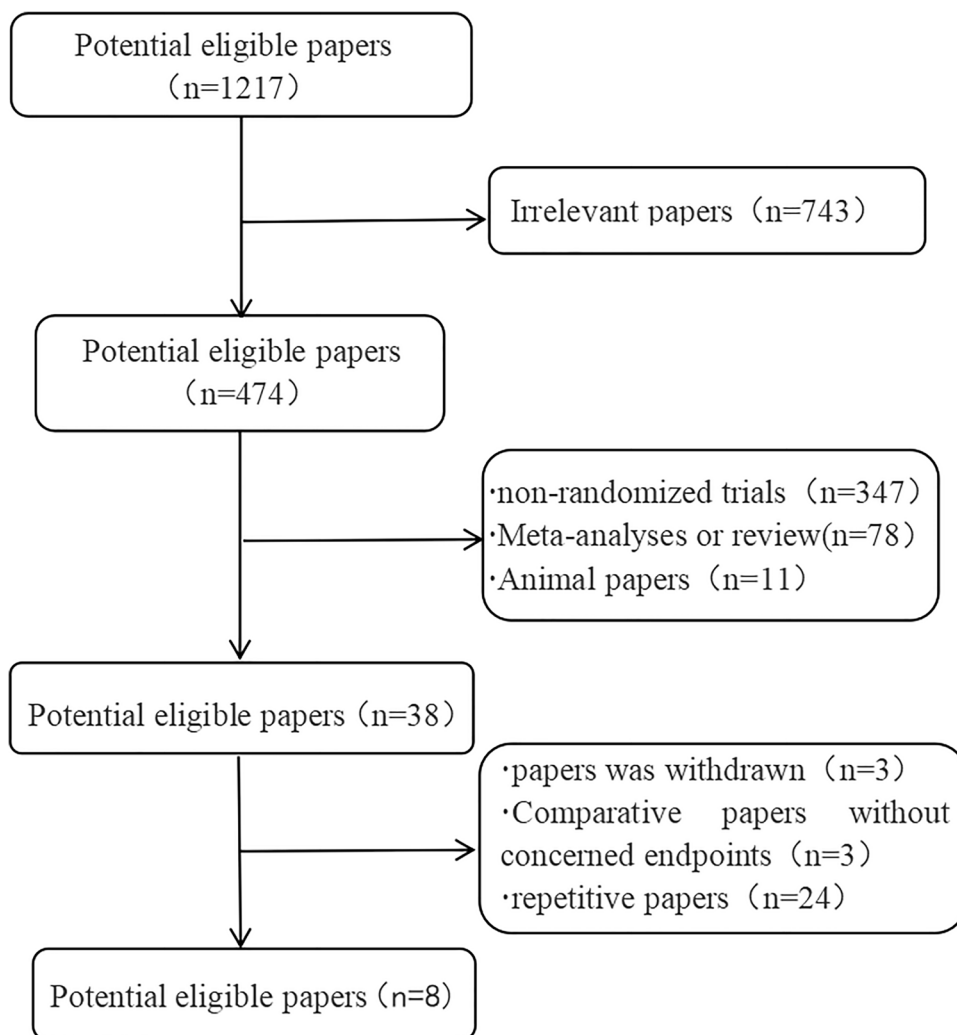 Potential eligible papers
（n=1217）
Irrelevant papers（n=743）
Potential eligible papers
（n=474）
·non-randomized trials（n=347）
·Meta-analyses or review(n=78）
·Animal papers（n=11）
Potential eligible papers（n=38）
·papers was withdrawn（n=3）
·Comparative papers without
concerned endpoints（n=3）
·repetitive papers（n=24）
Potential eligible papers（n=8）